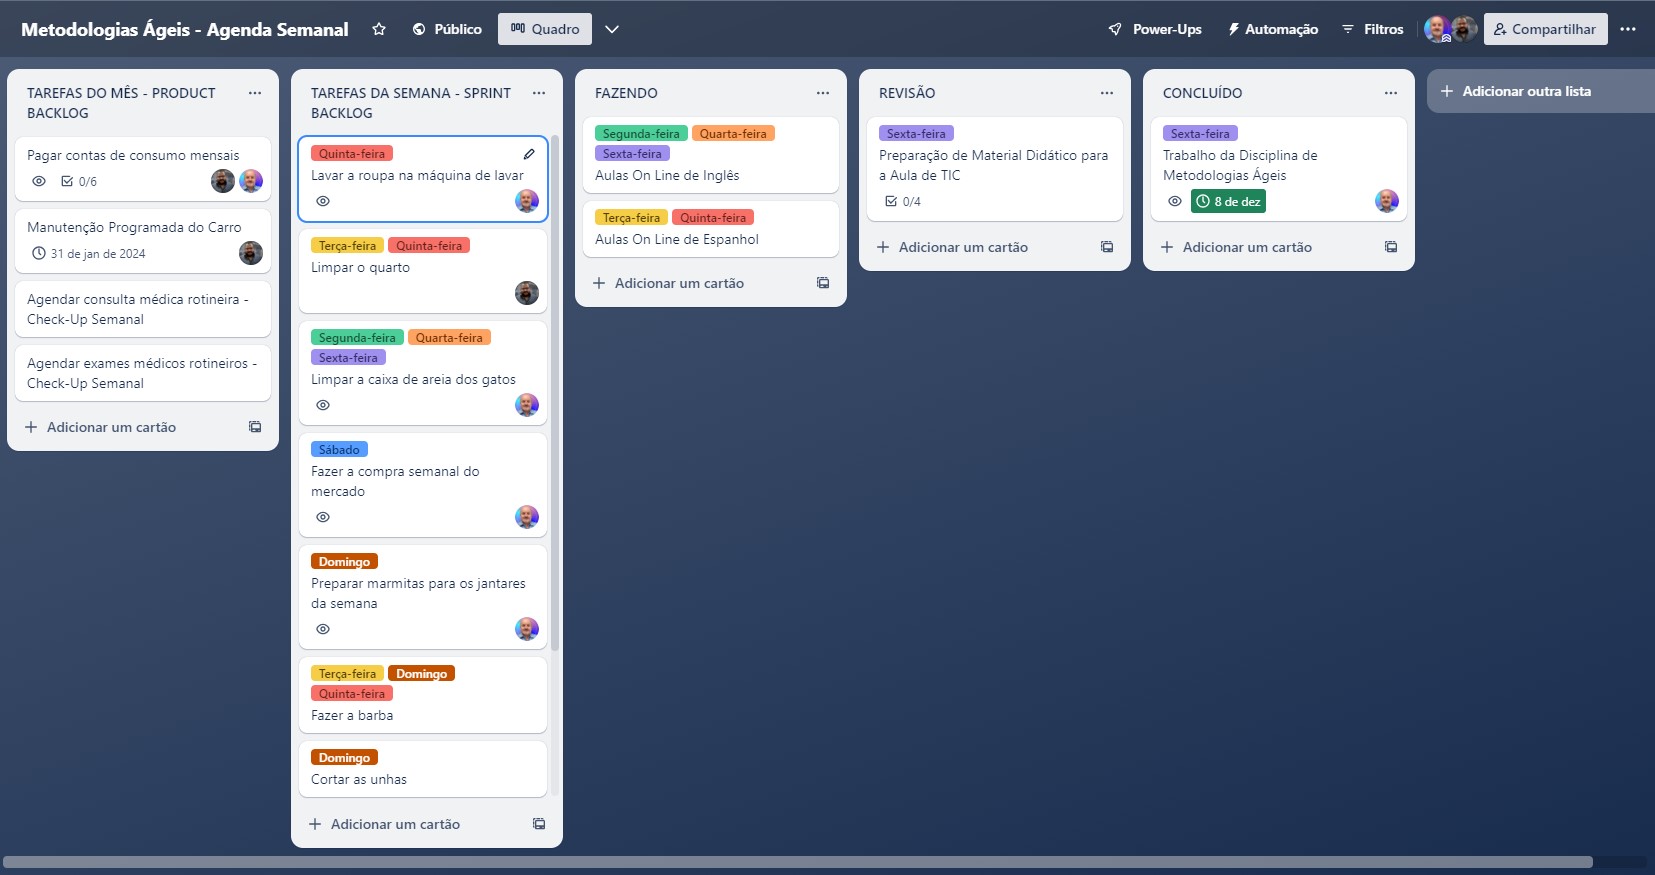 Metodologias Ágeis - Agenda Semanal
Público
Quadro
Power-Ups
Automação
Filtros
Compartilhar
TAREFAS DO MÊS - PRODUCT
BACKLOG
Pagar contas de consumo mensais
0/6
Manutenção Programada do Carro
31 de jan de 2024
Agendar consulta médica rotineira -
Check-Up Semanal
Agendar exames médicos rotineiros -
Check-Up Semanal
Adicionar um cartão
TAREFAS DA SEMANA - SPRINT
BACKLOG
Quinta-feira
Lavar a roupa na máquina de lavar
Terça-feira Quinta-feira
Limpar o quarto
Segunda-feira Quarta-feira
Sexta-feira
Limpar a caixa de areia dos gatos
Sábado
Fazer a compra semanal do
mercado
Domingo
Preparar marmitas para os jantares
da semana
Terça-feira Domingo
Quinta-feira
Fazer a barba
Domingo
Cortar as unhas
Adicionar um cartão
FAZENDO
Segunda-feira Quarta-feira
Sexta-feira
Aulas On Line de Inglês
Terça-feira Quinta-feira
Aulas On Line de Espanhol
Adicionar um cartão
REVISÃO
Sexta-feira
Preparação de Material Didático para
a Aula de TIC
0/4
Adicionar um cartão
CONCLUÍDO
Sexta-feira
Trabalho da Disciplina de
Metodologias Ágeis
8 de dez
Adicionar um cartão
Adicionar outra lista